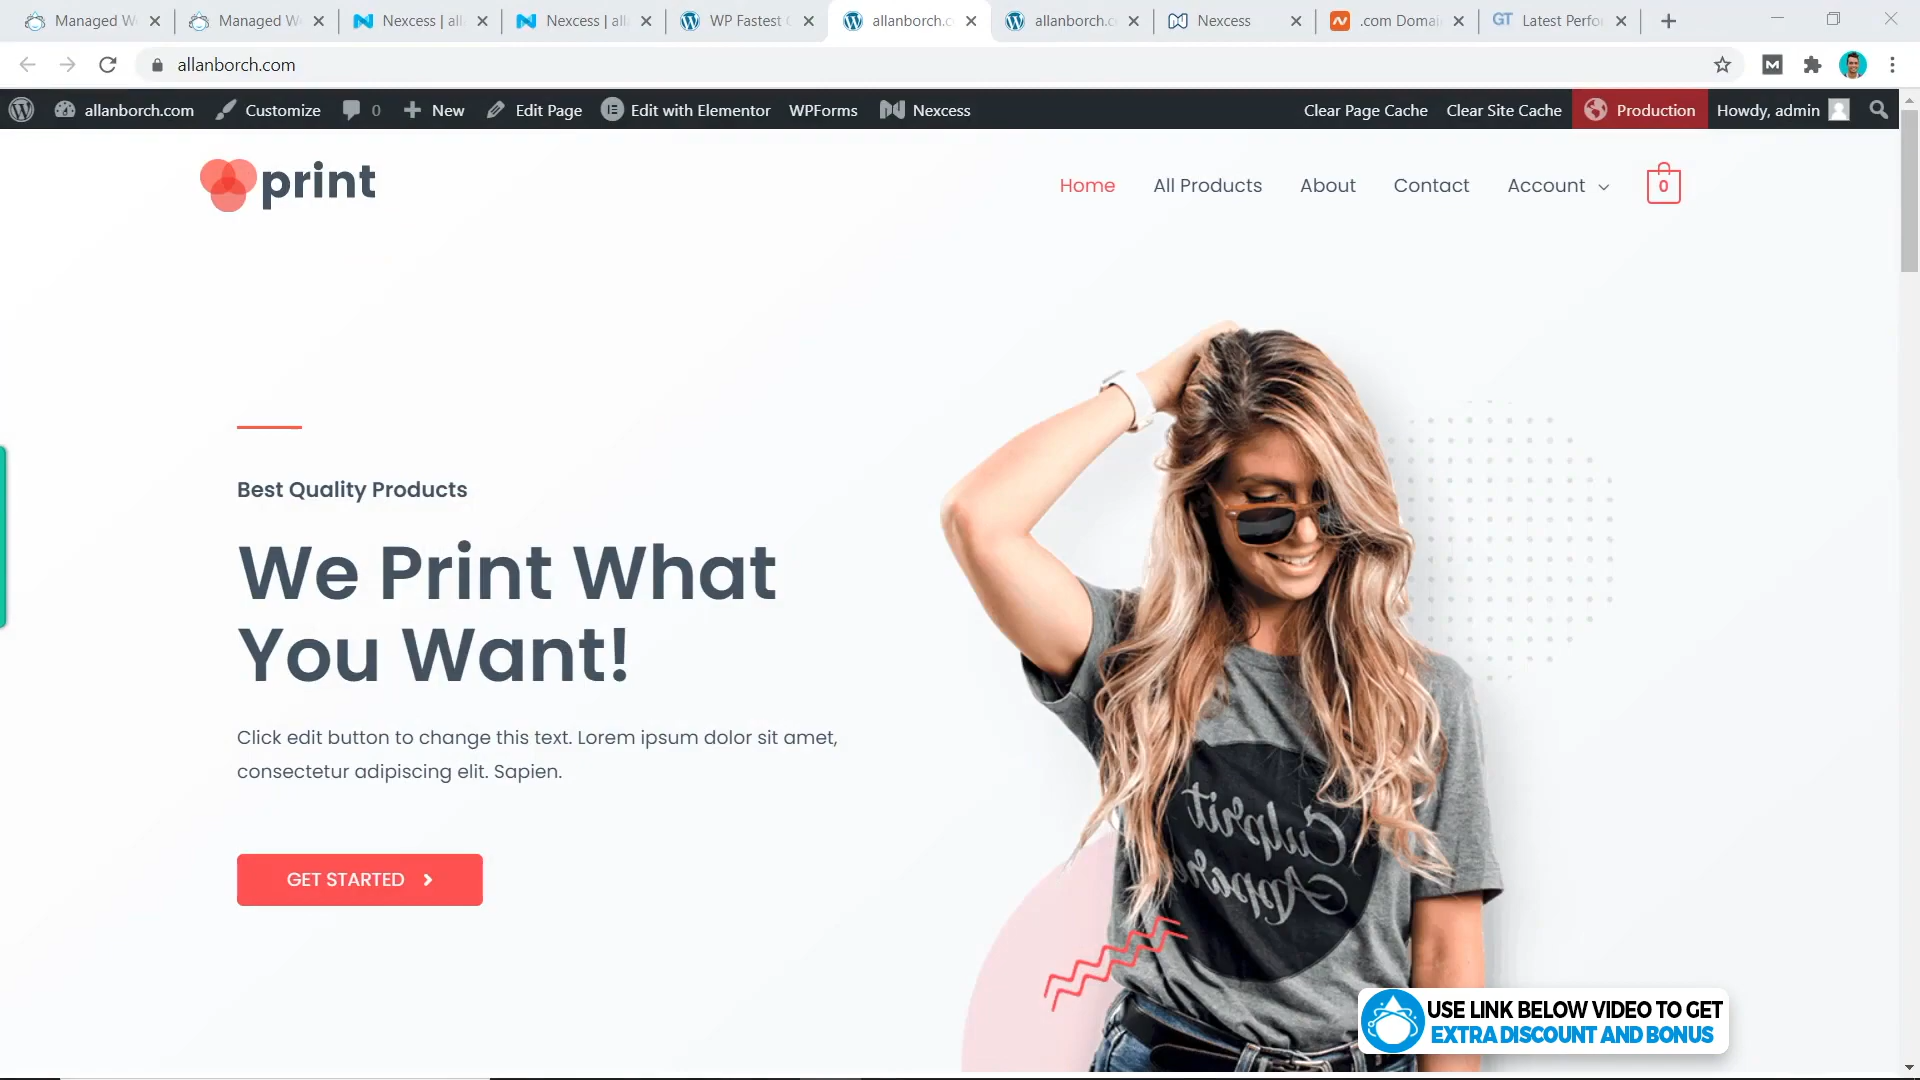 Managed W
Managed W
Nexcess | all
Nexcess | all
WP Fastest C
allanborch.c
allanborch.c
Nexcess
.com Domai
GT
Latest Perfo
allanborch.com
M
allanborch.com
Customize
0
New
Edit Page
Edit with Elementor
WPForms
Nexcess
Clear Page Cache
Clear Site Cache
Production
Howdy, admin
print
Home
All Products
About
Contact
Account
0
Best Quality Products
We Print What
You Want!
Click edit button to change this text. Lorem ipsum dolor sit amet,
consectetur adipiscing elit. Sapien.
GET STARTED
Culprit
Apparel
USE LINK BELOW VIDEO TO GET
EXTRA DISCOUNT AND BONUS